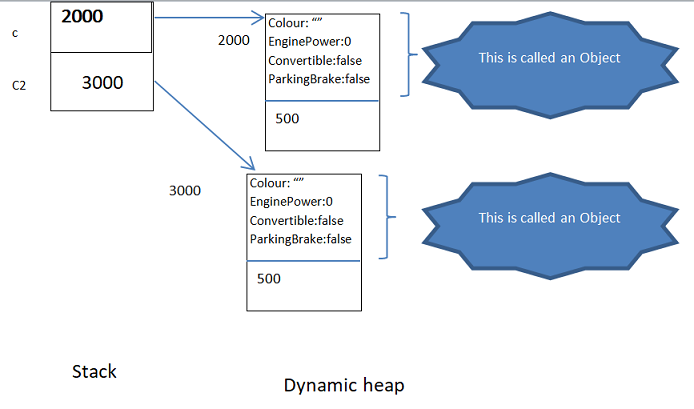 c
2000
C2
3000
2000
Colour: “”
EnginePower:0
Convertible:false
ParkingBrake:false
500
This is called an Object
3000
Colour: “”
EnginePower:0
Convertible:false
ParkingBrake:false
500
This is called an Object
Stack
Dynamic heap